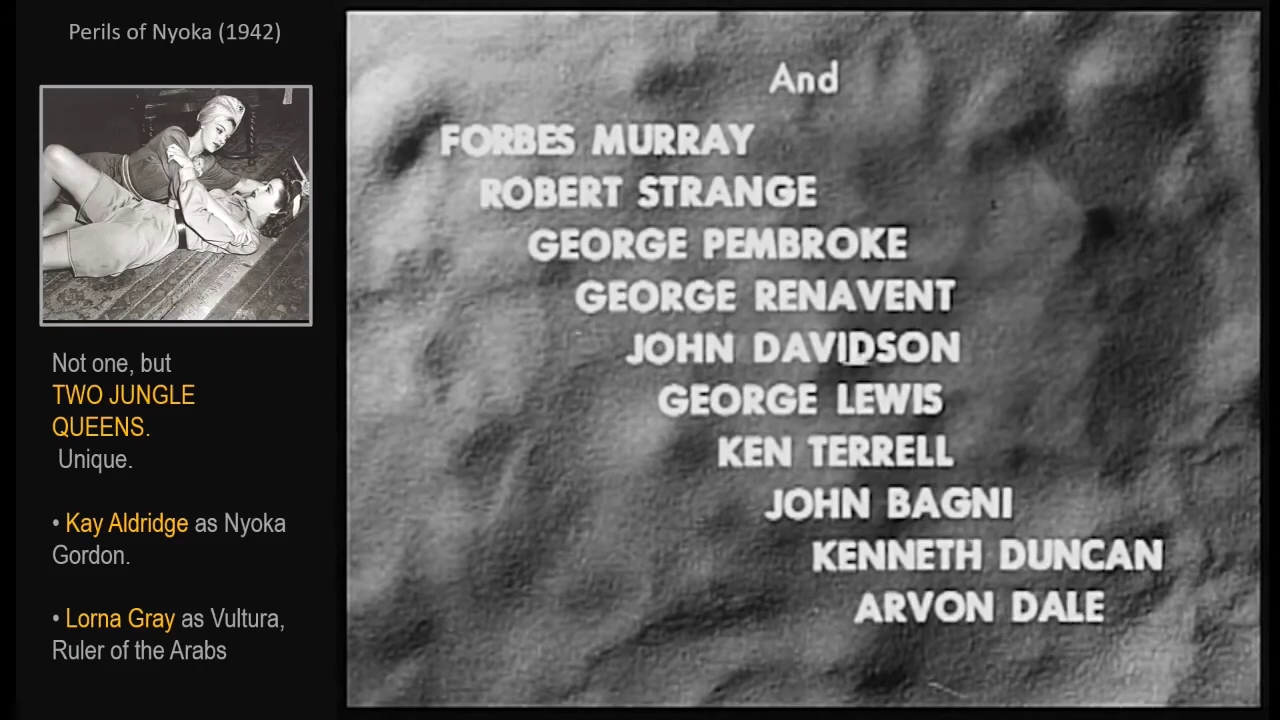 Perils of Nyoka (1942)
Not one, but
TWO JUNGLE
QUEENS.
Unique.
• Kay Aldridge as Nyoka
Gordon.
• Lorna Gray as Vultura,
Ruler of the Arabs
And
FORBES MURRAY
ROBERT STRANGE
GEORGE PEMBROKE
GEORGE RENAVENT
JOHN DAVIDSON
GEORGE LEWIS
KEN TERRELL
JOHN BAGNI
KENNETH DUNCAN
ARVON DALE